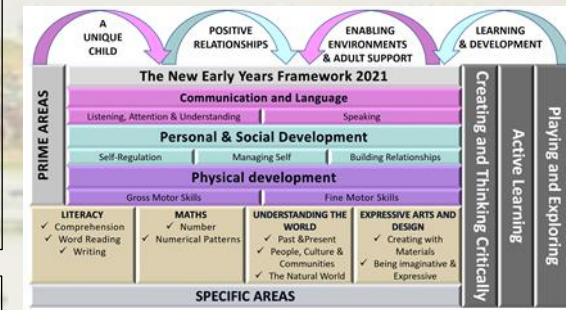 A
UNIQUE
CHILD
POSITIVE
RELATIONSHIPS
ENABLING
ENVIRONMENTS
& ADULT SUPPORT
LEARNING
& DEVELOPMENT
The New Early Years Framework 2021
PRIME AREAS
Communication and Language
Listening, Attention & Understanding
Speaking
Personal & Social Development
Self-Regulation
Managing Self
Building Relationships
Physical development
Gross Motor Skills
Fine Motor Skills
LITERACY
✓ Comprehension
✓ Word Reading
✓ Writing
MATHS
✓ Number
✓ Numerical Patterns
UNDERSTANDING THE
WORLD
✓ Past &Present
✓ People, Culture &
Communities
✓ The Natural World
EXPRESSIVE ARTS AND
DESIGN
✓ Creating with
Materials
✓ Being imaginative &
Expressive
SPECIFIC AREAS
Creating and Thinking Critically
Active Learning
Playing and Exploring